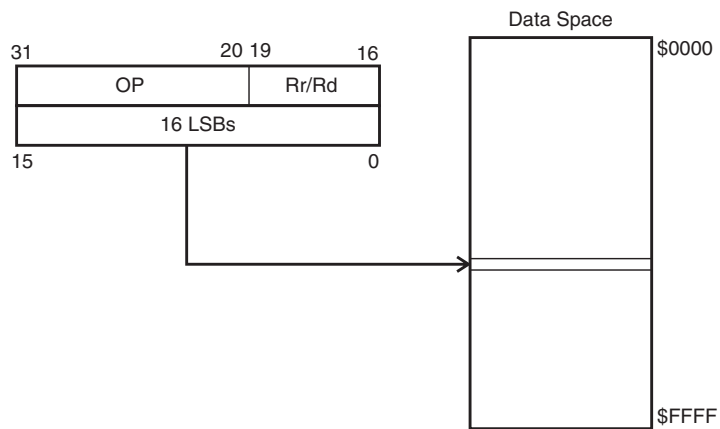 Data Space
$0000
31 20 19 16
OP Rr/Rd
16 LSBs
15 0
$FFFF